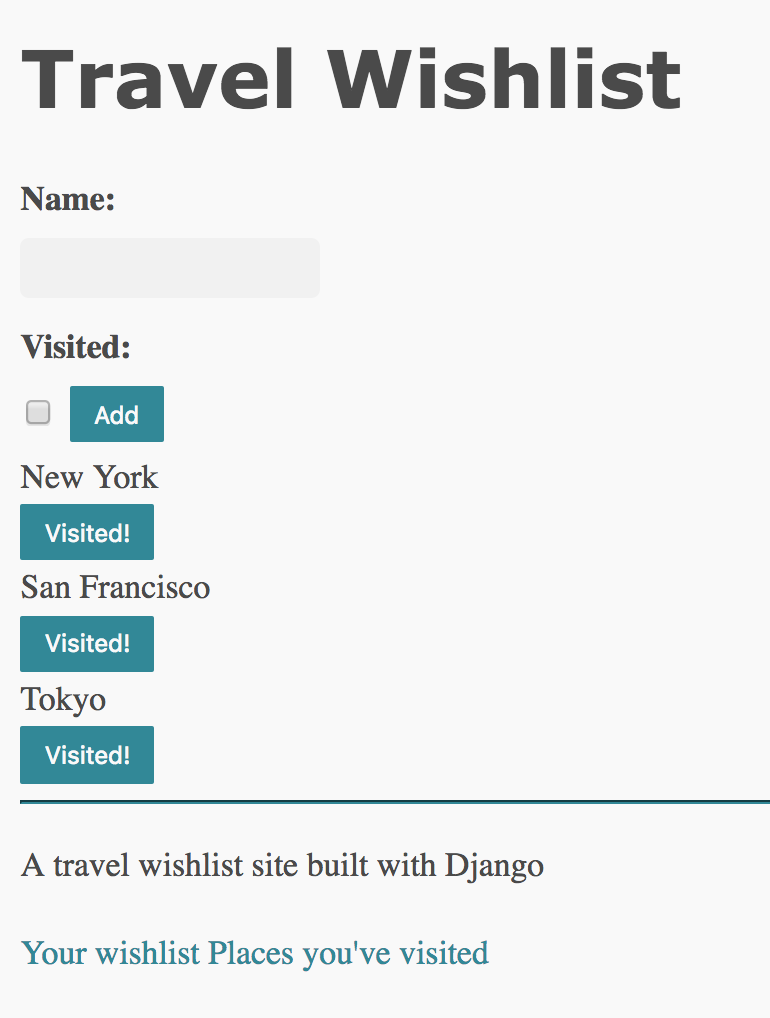 Travel Wishlist
Name:
Visited:
Add
New York
Visited!
San Francisco
Visited!
Tokyo
Visited!
A travel wishlist site built with Django
Your wishlist Places you've visited